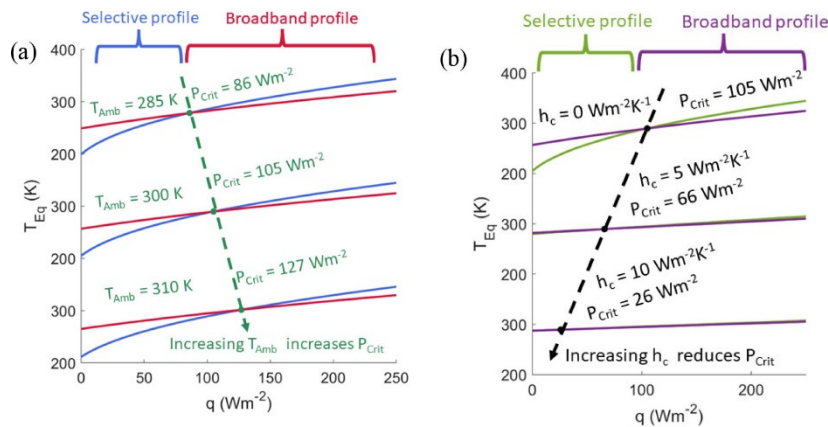 (a)
Selective profile
Broadband profile
400
300
200
300
200
300
200
T_Eq (K)
T_Amb = 285 K
P_Crit = 86 Wm⁻²
T_Amb = 300 K
P_Crit = 105 Wm⁻²
T_Amb = 310 K
P_Crit = 127 Wm⁻²
Increasing T_Amb increases P_Crit
0 50 100 150 200 250
q (Wm⁻²)
(b)
Selective profile
Broadband profile
400
300
200
300
200
300
200
T_Eq (K)
h_c = 0 Wm⁻²K⁻¹
P_Crit = 105 Wm⁻²
h_c = 5 Wm⁻²K⁻¹
P_Crit = 66 Wm⁻²
h_c = 10 Wm⁻²K⁻¹
P_Crit = 26 Wm⁻²
Increasing h_c reduces P_Crit
0 100 200
q (Wm⁻²)